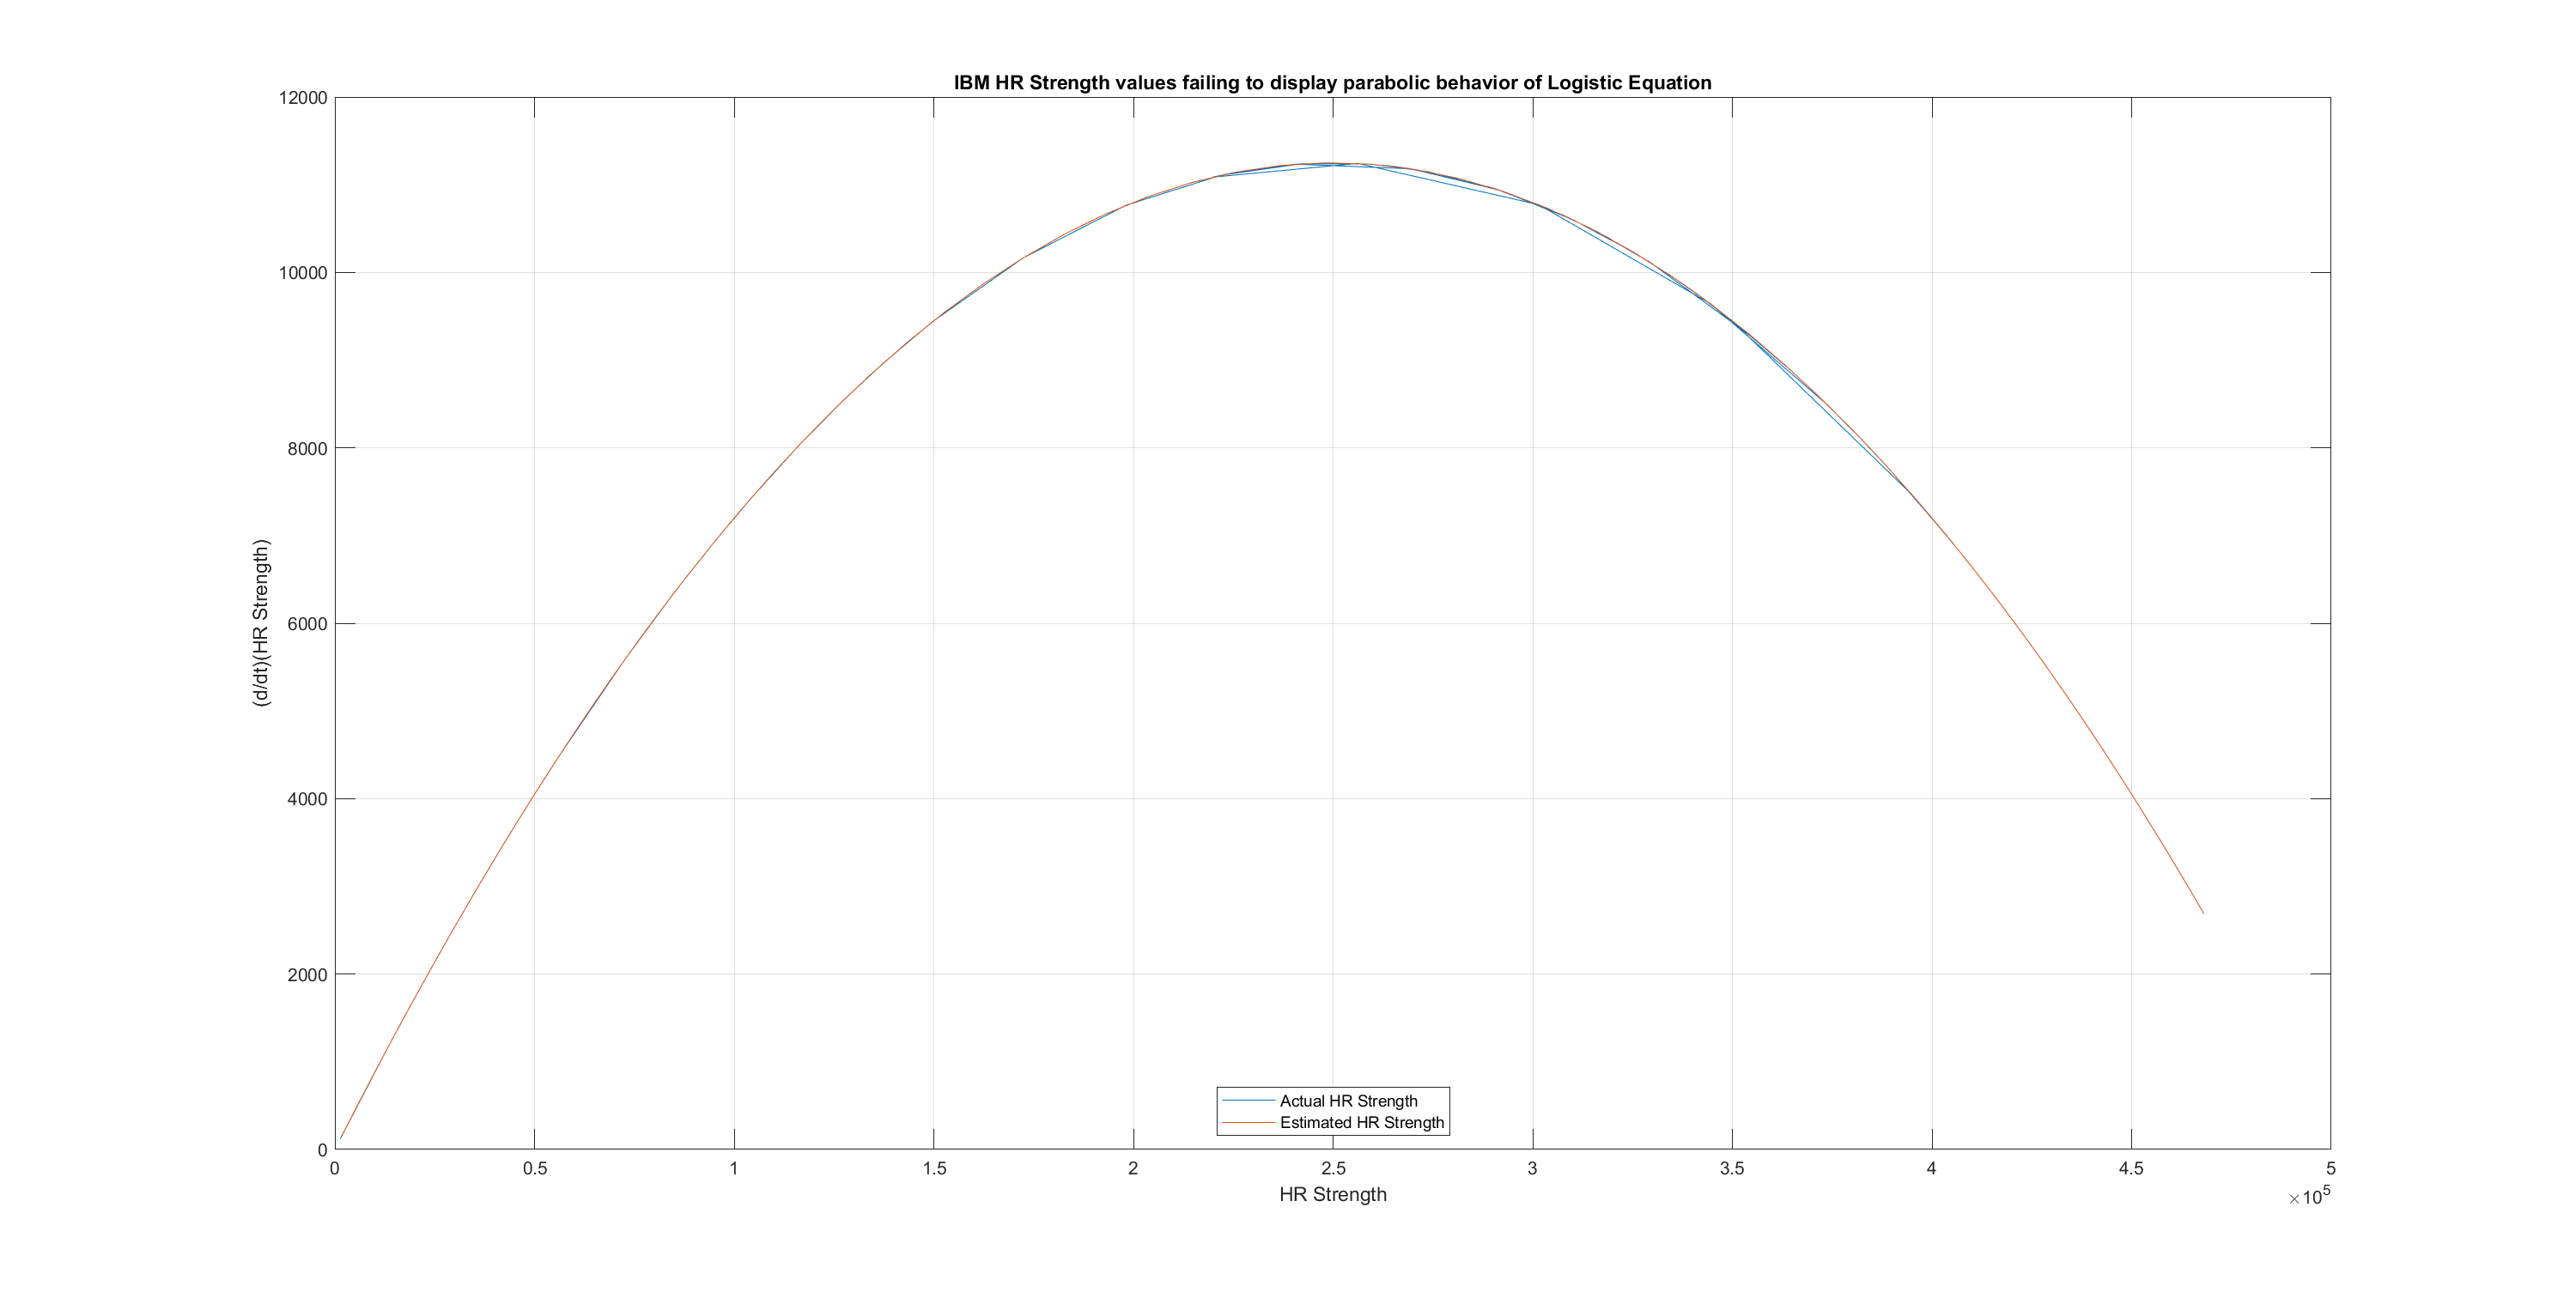 IBM HR Strength values failing to display parabolic behavior of Logistic Equation
12000
10000
8000
6000
4000
2000
0
(d/dt)(HR Strength)
Actual HR Strength
Estimated HR Strength
0 0.5 1 1.5 2 2.5 3 3.5 4 4.5 5
HR Strength
×10⁵